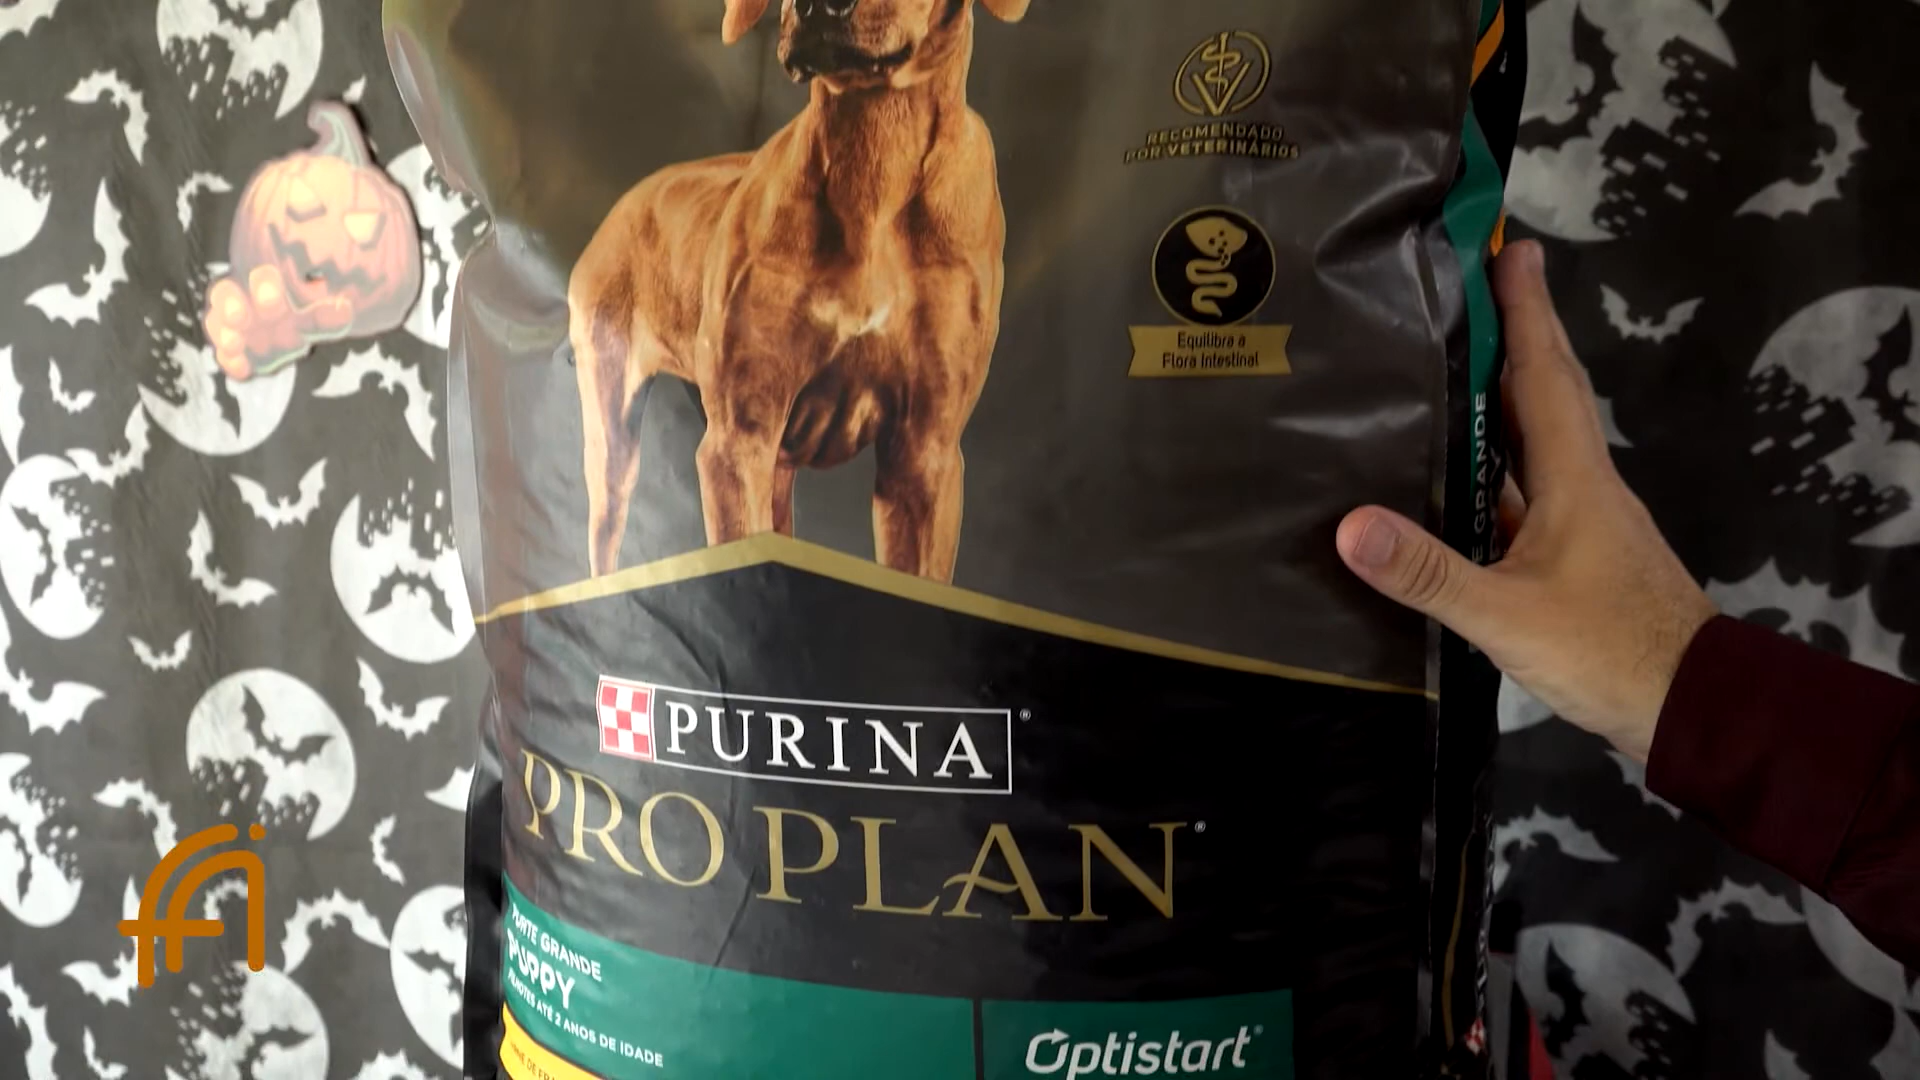 RECOMENDADO
POR VETERINÁRIOS
Equilibra a
Flora Intestinal
E GRANDE
PURINA®
PRO PLAN®
PORTE GRANDE
PUPPY
FILHOTES ATÉ 2 ANOS DE IDADE
Optistart®